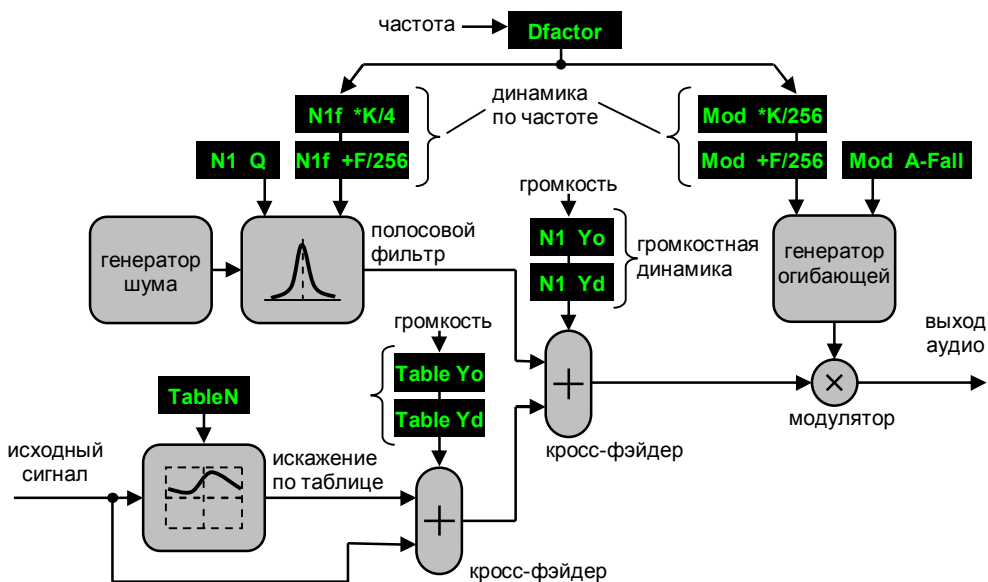 частота
Dfactor
N1f *K/4
динамика
по частоте
Mod *K/256
N1 Q
N1f +F/256
Mod +F/256
Mod A-Fall
громкость
N1 Yo
N1 Yd
громкостная
динамика
генератор
шума
полосовой
фильтр
генератор
огибающей
громкость
Table Yo
Table Yd
выход
аудио
TableN
модулятор
кросс-фэйдер
исходный
сигнал
искажение
по таблице
кросс-фэйдер